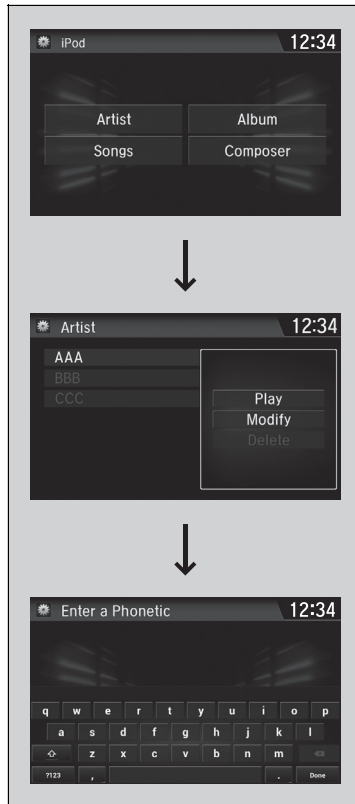 iPod 12:34
Artist Album
Songs Composer
Artist 12:34
AAA
BBB
CCC
Play
Modify
Delete
Enter a Phonetic 12:34
q w e r t y u i o p
a s d f g h j k l
z x c v b n m
?123 , . Done